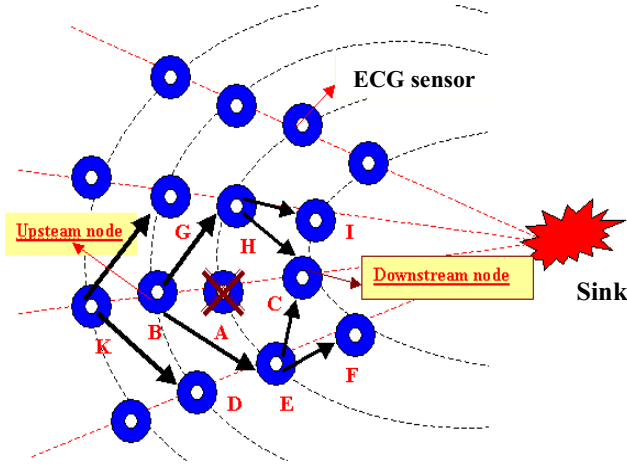 ECG sensor
G
I
Upsteam node
H
Downstream node
Sink
K
B
A
C
F
D
E